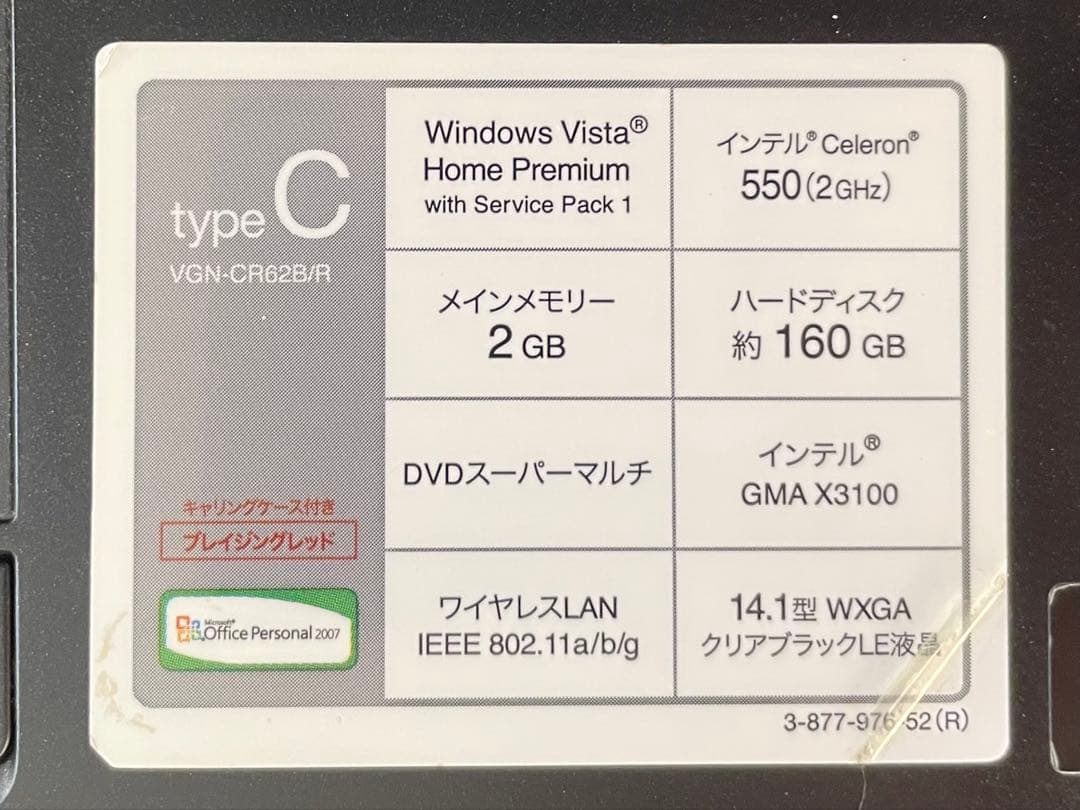 type C
VGN-CR62B/R
キャリングケース付き
ブレイジングレッド
Microsoft®
Office Personal 2007
Windows Vista®
Home Premium
with Service Pack 1
インテル® Celeron®
550(2GHz)
メインメモリー
2 GB
ハードディスク
約 160 GB
DVDスーパーマルチ
インテル®
GMA X3100
ワイヤレスLAN
IEEE 802.11a/b/g
14.1型 WXGA
クリアブラックLE液晶
3-877-976-52(R)